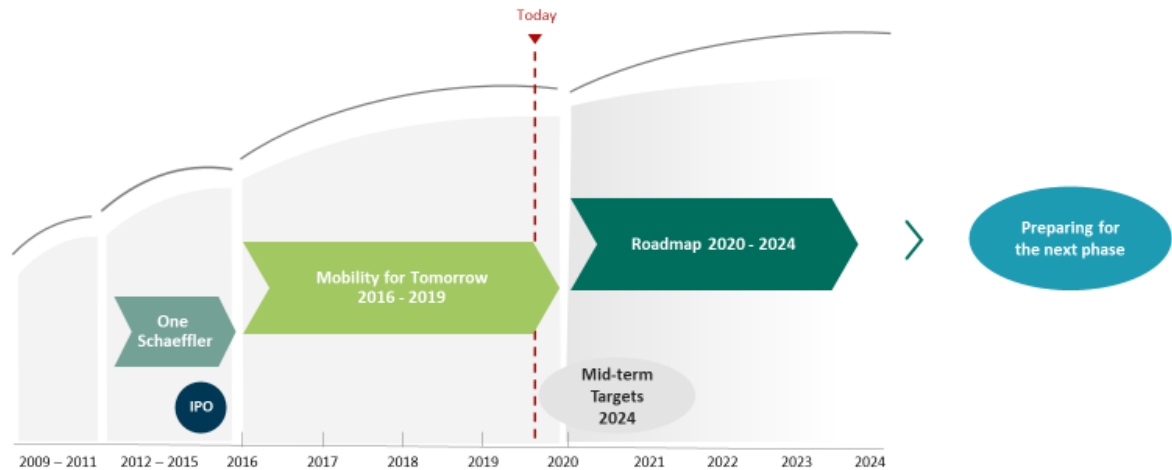 Today
Preparing for
the next phase
Roadmap 2020 - 2024
Mobility for Tomorrow
2016 - 2019
One
Schaeffler
Mid-term
Targets
2024
IPO
2009 – 2011
2012 – 2015
2016
2017
2018
2019
2020
2021
2022
2023
2024